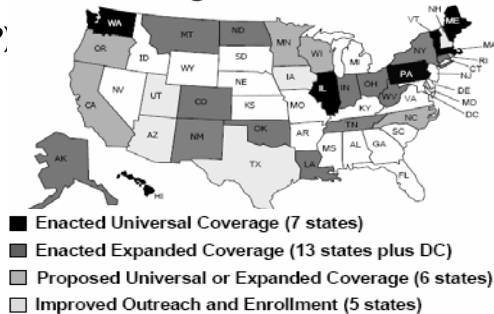 WA
NH
VT
ME
MT
ND
MN
OR
ID
SD
WI
MI
NY
MA
RI
WY
CT
NE
IA
PA
NJ
NV
UT
IL
IN
OH
DE
CO
WV
MD
CA
KS
MO
KY
VA
DC
AZ
NM
OK
TN
NC
AR
SC
AK
TX
LA
MS
AL
GA
HI
FL
Enacted Universal Coverage (7 states)
Enacted Expanded Coverage (13 states plus DC)
Proposed Universal or Expanded Coverage (6 states)
Improved Outreach and Enrollment (5 states)